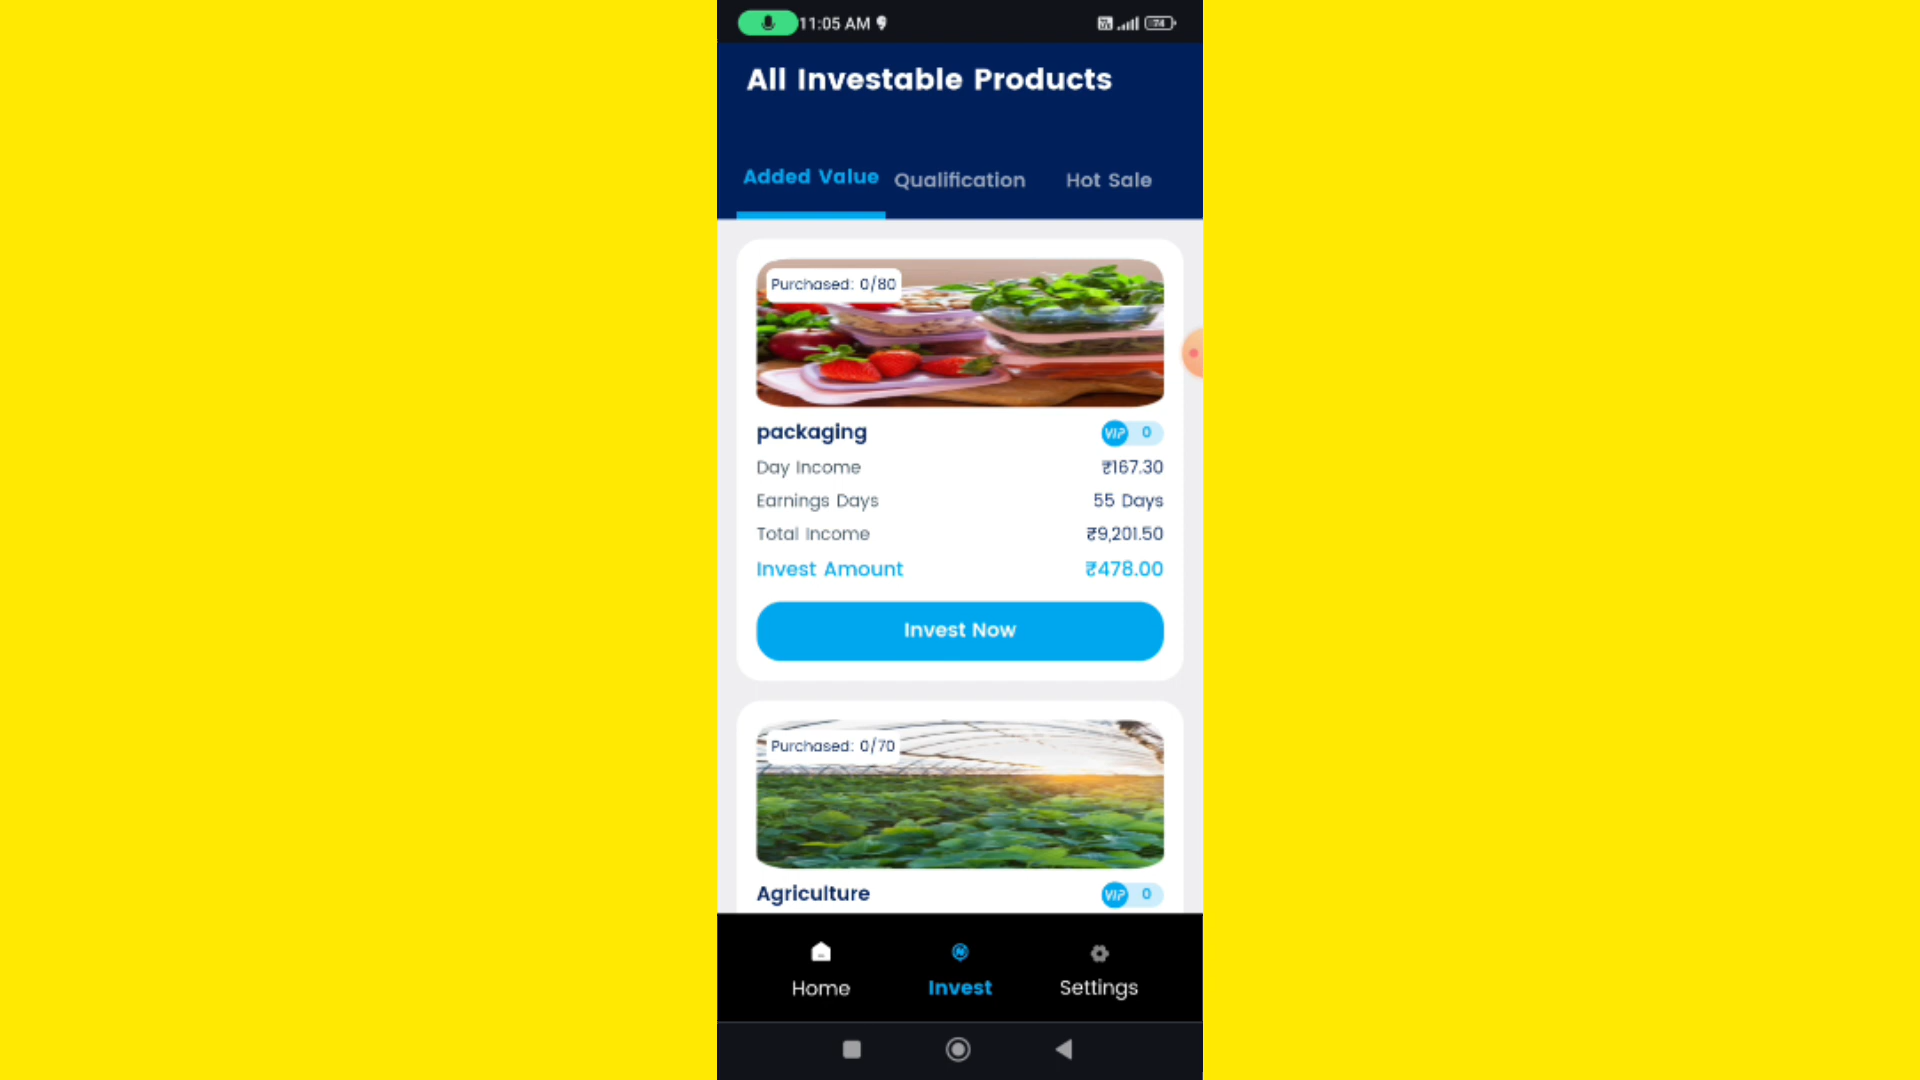 11:05 AM
74
All Investable Products
Added Value Qualification Hot Sale
Purchased: 0/80
packaging VIP 0
Day Income ₹167.30
Earnings Days 55 Days
Total Income ₹9,201.50
Invest Amount ₹478.00
Invest Now
Purchased: 0/70
Agriculture VIP 0
Home Invest Settings